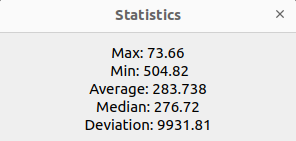 Statistics
Max: 73.66
Min: 504.82
Average: 283.738
Median: 276.72
Deviation: 9931.81